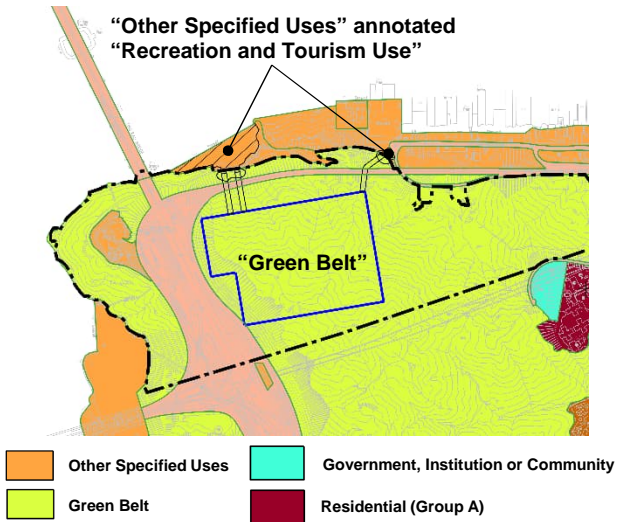 “Other Specified Uses” annotated
“Recreation and Tourism Use”
“Green Belt”
Other Specified Uses
Government, Institution or Community
Green Belt
Residential (Group A)